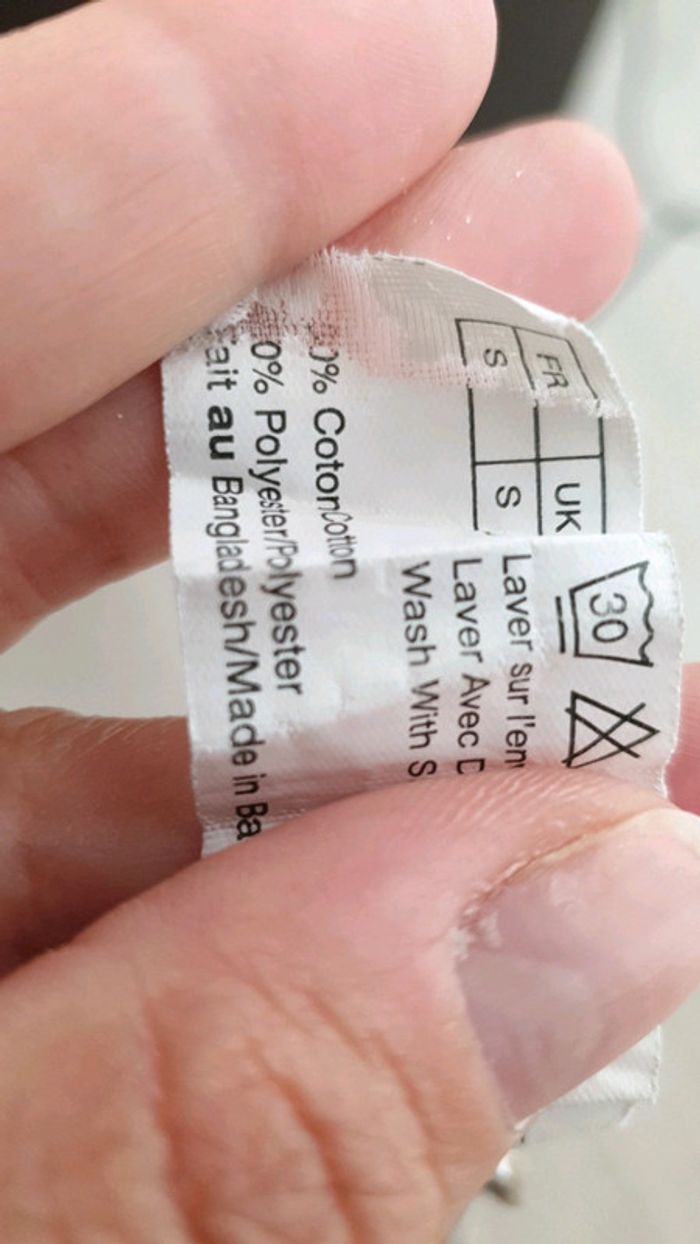 FR UK
S S
0% Coton/Cotton
0% Polyester/Polyester
ait au Bangladesh/Made in Ba
30
Laver sur l'en
Laver Avec D
Wash With S